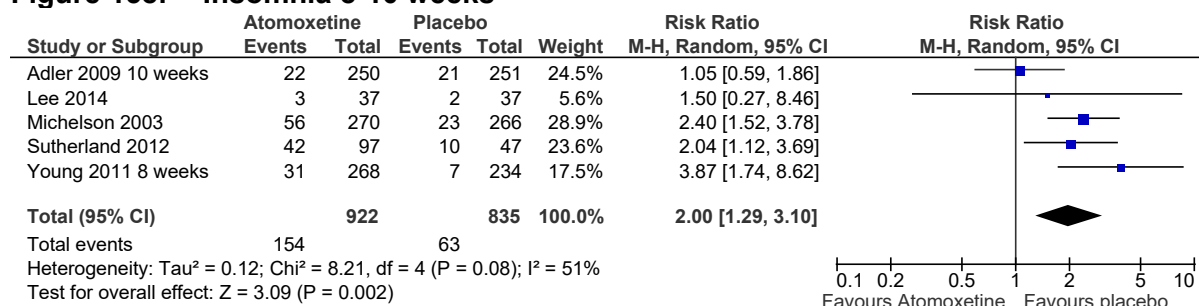 Atomoxetine Placebo Risk Ratio Risk Ratio
Study or Subgroup Events Total Events Total Weight M-H, Random, 95% CI M-H, Random, 95% CI
Adler 2009 10 weeks 22 250 21 251 24.5% 1.05 [0.59, 1.86]
Lee 2014 3 37 2 37 5.6% 1.50 [0.27, 8.46]
Michelson 2003 56 270 23 266 28.9% 2.40 [1.52, 3.78]
Sutherland 2012 42 97 10 47 23.6% 2.04 [1.12, 3.69]
Young 2011 8 weeks 31 268 7 234 17.5% 3.87 [1.74, 8.62]
Total (95% CI) 922 835 100.0% 2.00 [1.29, 3.10]
Total events 154 63
Heterogeneity: Tau² = 0.12; Chi² = 8.21, df = 4 (P = 0.08); I² = 51%
Test for overall effect: Z = 3.09 (P = 0.002)
0.1 0.2 0.5 1 2 5 10
Favours Atomoxetine Favours placebo